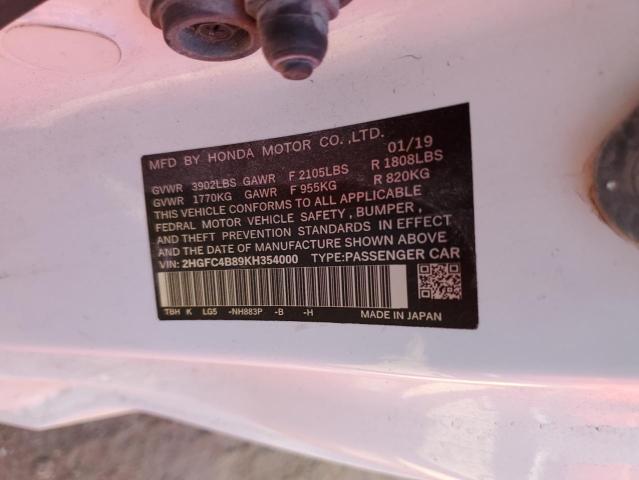 MFD BY HONDA MOTOR CO.,LTD. 01/19
GVWR 3902LBS GAWR F 2105LBS R 1808LBS
GVWR 1770KG GAWR F 955KG R 820KG
THIS VEHICLE CONFORMS TO ALL APPLICABLE
FEDRAL MOTOR VEHICLE SAFETY, BUMPER,
AND THEFT PREVENTION STANDARDS IN EFFECT
AND THE DATE OF MANUFACTURE SHOWN ABOVE
VIN: 2HGFC4B89KH354000 TYPE:PASSENGER CAR
TBH K LG5 -NH883P -B -H
MADE IN JAPAN